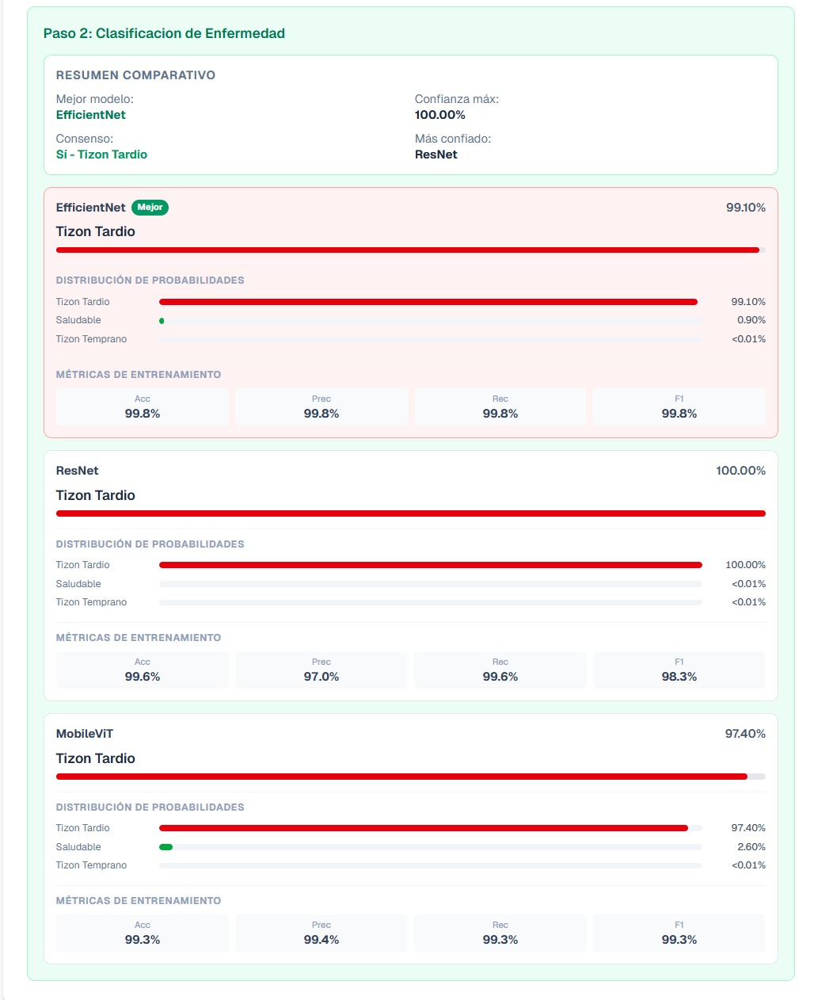 Paso 2: Clasificacion de Enfermedad
RESUMEN COMPARATIVO
Mejor modelo:
EfficientNet
Confianza máx:
100.00%
Consenso:
Sí - Tizon Tardio
Más confiado:
ResNet
EfficientNet Mejor 99.10%
Tizon Tardio
DISTRIBUCIÓN DE PROBABILIDADES
Tizon Tardio 99.10%
Saludable 0.90%
Tizon Temprano <0.01%
MÉTRICAS DE ENTRENAMIENTO
Acc Prec Rec F1
99.8% 99.8% 99.8% 99.8%
ResNet 100.00%
Tizon Tardio
DISTRIBUCIÓN DE PROBABILIDADES
Tizon Tardio 100.00%
Saludable <0.01%
Tizon Temprano <0.01%
MÉTRICAS DE ENTRENAMIENTO
Acc Prec Rec F1
99.6% 97.0% 99.6% 98.3%
MobileViT 97.40%
Tizon Tardio
DISTRIBUCIÓN DE PROBABILIDADES
Tizon Tardio 97.40%
Saludable 2.60%
Tizon Temprano <0.01%
MÉTRICAS DE ENTRENAMIENTO
Acc Prec Rec F1
99.3% 99.4% 99.3% 99.3%